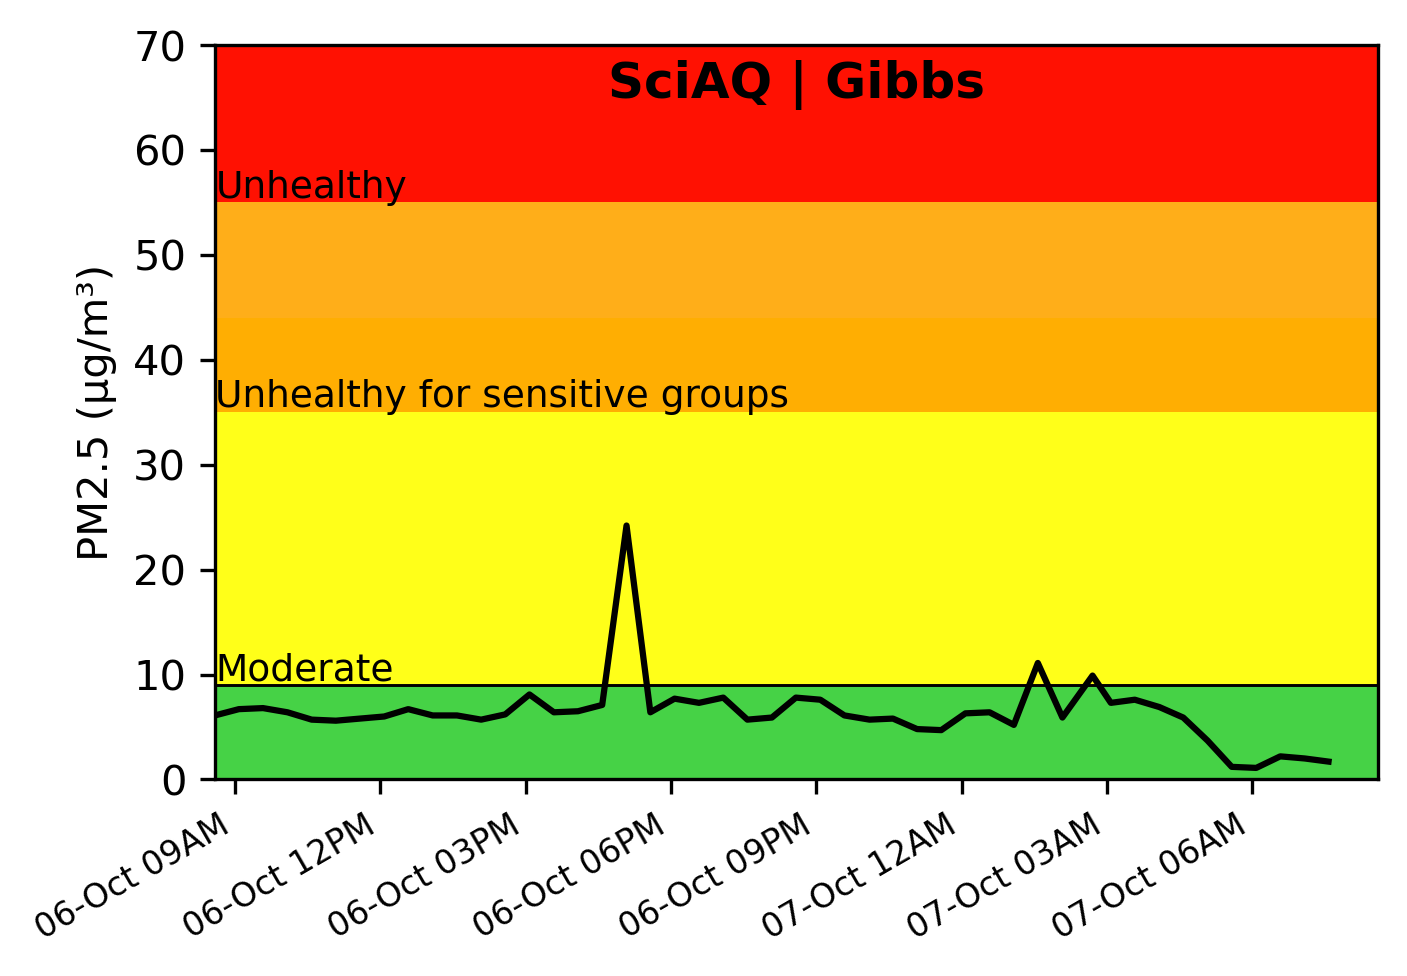 SciAQ | Gibbs
PM2.5 (µg/m³)
70
60
50
40
30
20
10
0
Unhealthy
Unhealthy for sensitive groups
Moderate
06-Oct 09AM
06-Oct 12PM
06-Oct 03PM
06-Oct 06PM
06-Oct 09PM
07-Oct 12AM
07-Oct 03AM
07-Oct 06AM